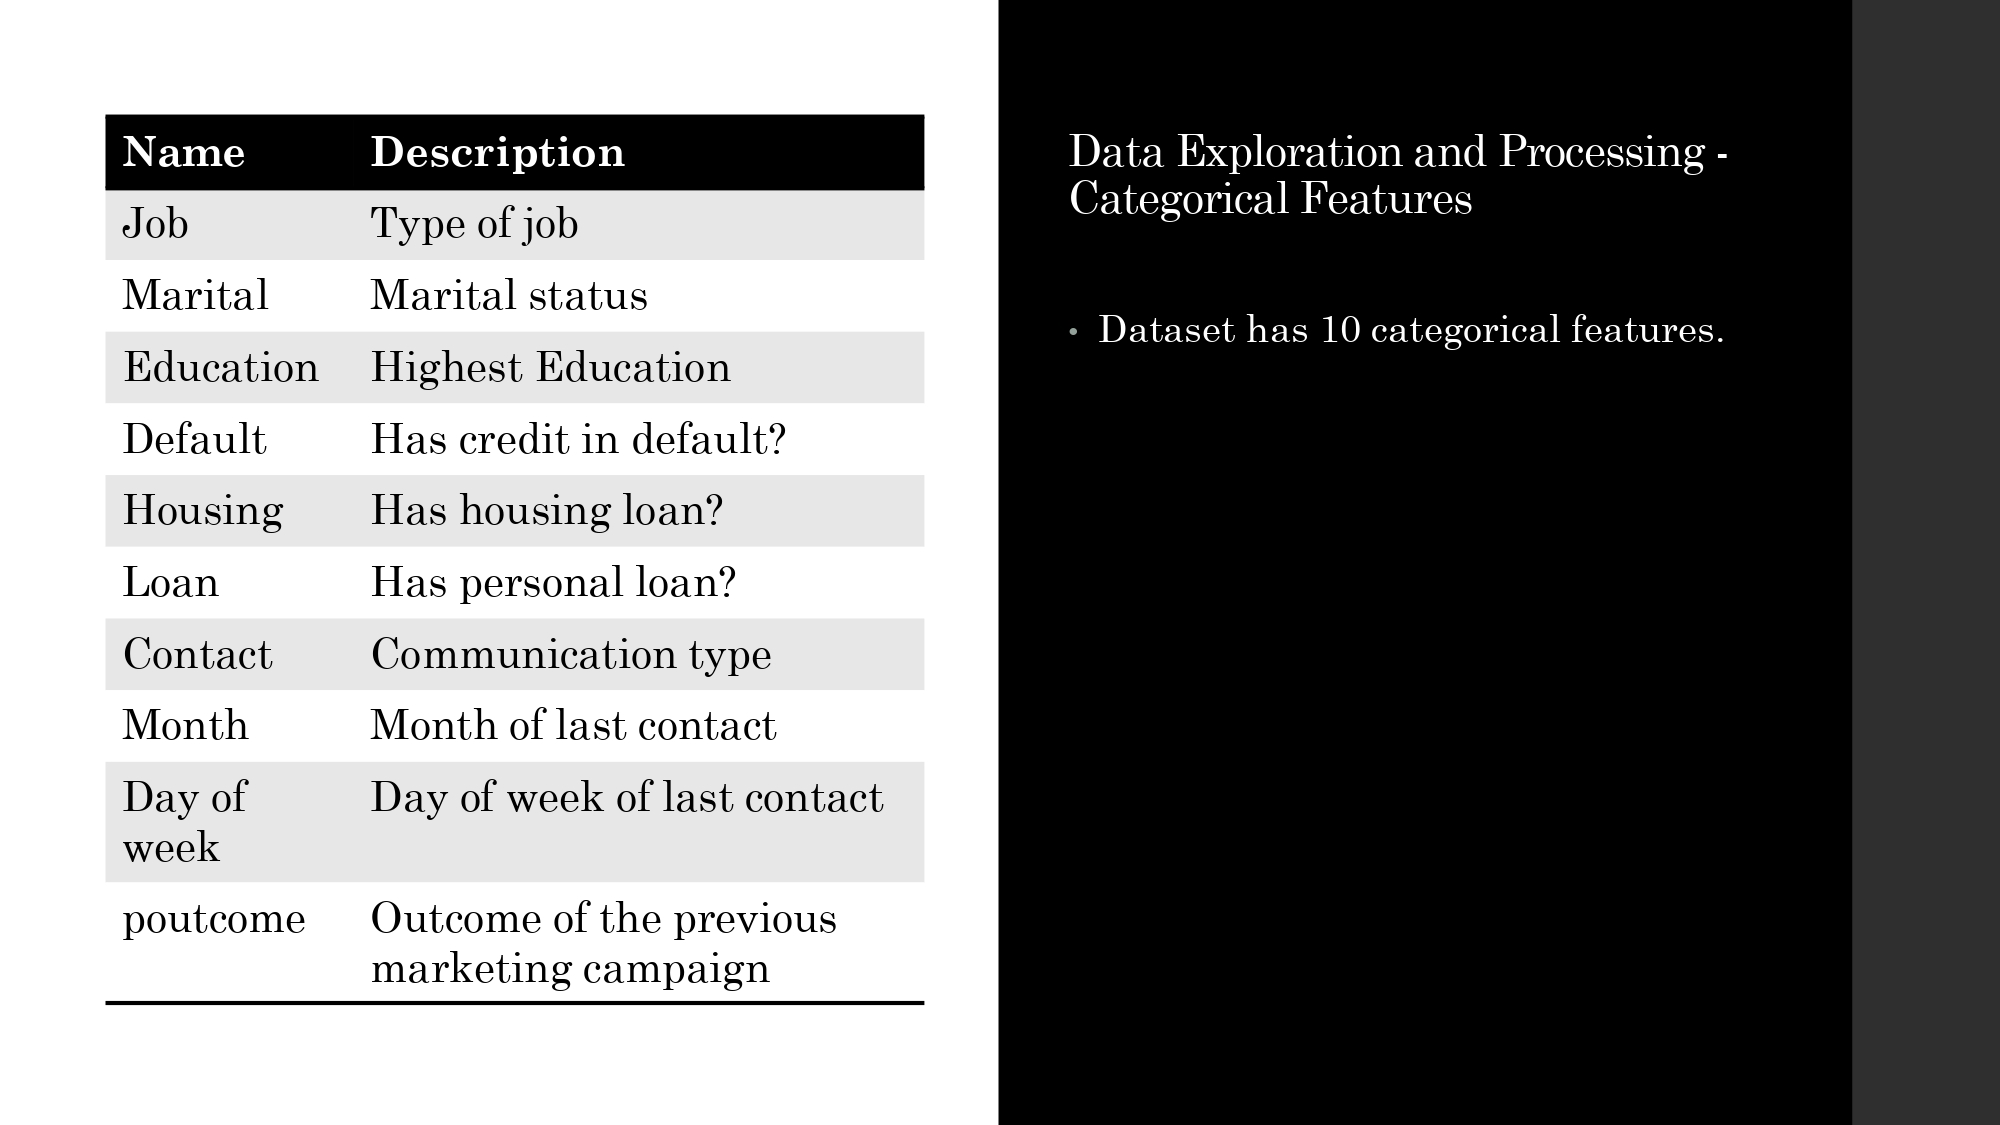 Name Description
Job Type of job
Marital Marital status
Education Highest Education
Default Has credit in default?
Housing Has housing loan?
Loan Has personal loan?
Contact Communication type
Month Month of last contact
Day of Day of week of last contact
week
poutcome Outcome of the previous
marketing campaign
Data Exploration and Processing -
Categorical Features
• Dataset has 10 categorical features.